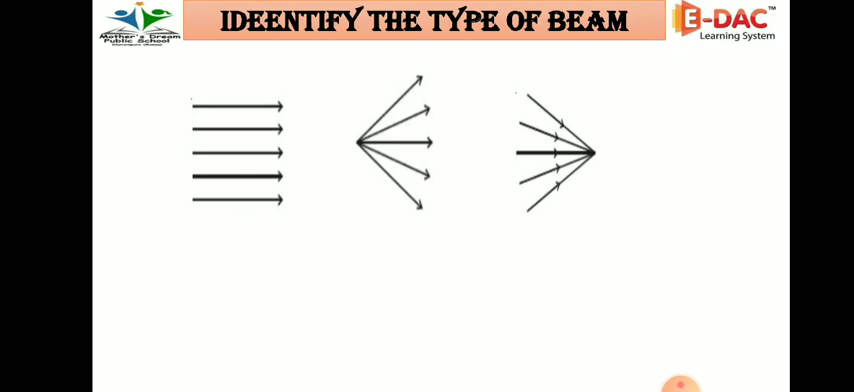 Mother's Dream
Public School
IDEENTIFY THE TYPE OF BEAM
E-DAC™
Learning System